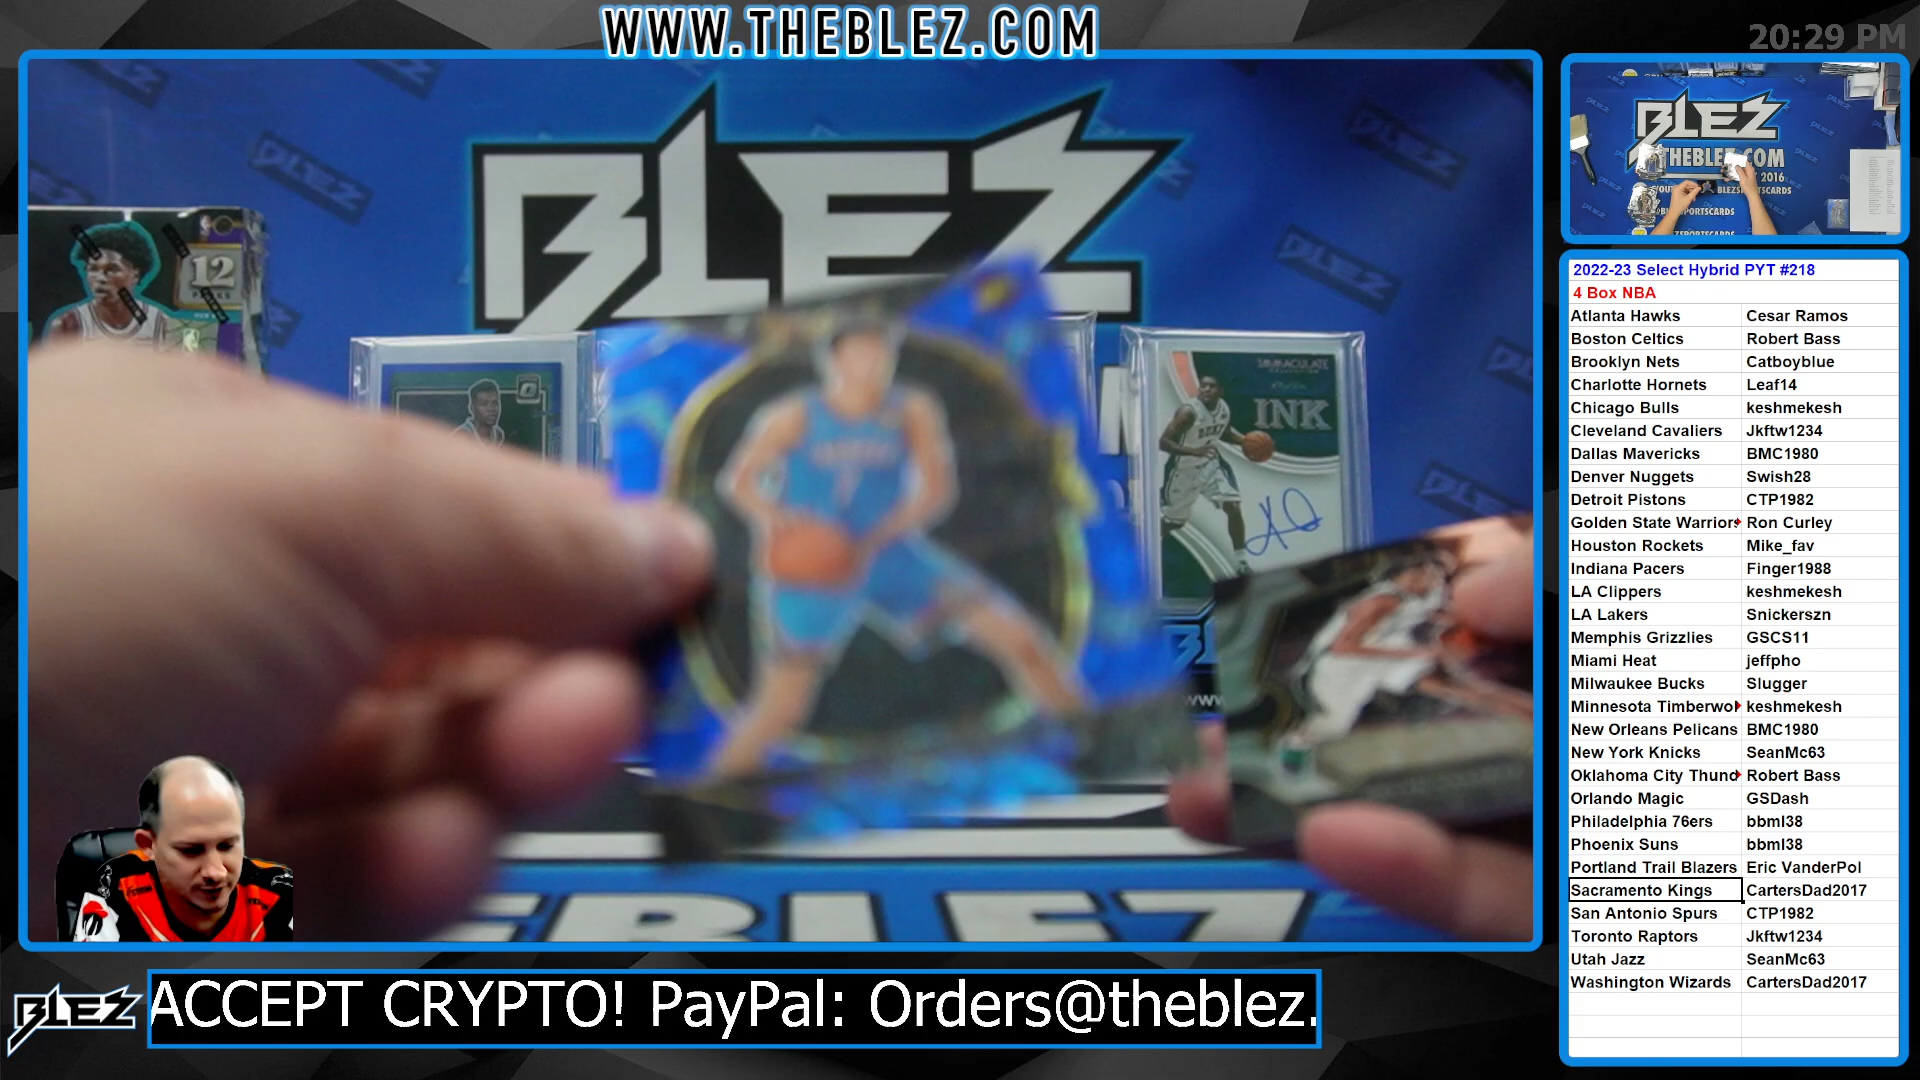 WWW.THEBLEZ.COM
20:29 PM
BLEZ
12
PACKS
IMMACULATE
INK
BLEZ
THEBLEZ.COM
2016
2022-23 Select Hybrid PYT #218
4 Box NBA
Atlanta Hawks Cesar Ramos
Boston Celtics Robert Bass
Brooklyn Nets Catboyblue
Charlotte Hornets Leaf14
Chicago Bulls keshmekesh
Cleveland Cavaliers Jkftw1234
Dallas Mavericks BMC1980
Denver Nuggets Swish28
Detroit Pistons CTP1982
Golden State Warriors Ron Curley
Houston Rockets Mike_fav
Indiana Pacers Finger1988
LA Clippers keshmekesh
LA Lakers Snickerszn
Memphis Grizzlies GSCS11
Miami Heat jeffpho
Milwaukee Bucks Slugger
Minnesota Timberwol keshmekesh
New Orleans Pelicans BMC1980
New York Knicks SeanMc63
Oklahoma City Thund Robert Bass
Orlando Magic GSDash
Philadelphia 76ers bbml38
Phoenix Suns bbml38
Portland Trail Blazers Eric VanderPol
Sacramento Kings CartersDad2017
San Antonio Spurs CTP1982
Toronto Raptors Jkftw1234
Utah Jazz SeanMc63
Washington Wizards CartersDad2017
BLEZ
ACCEPT CRYPTO! PayPal: Orders@theblez.